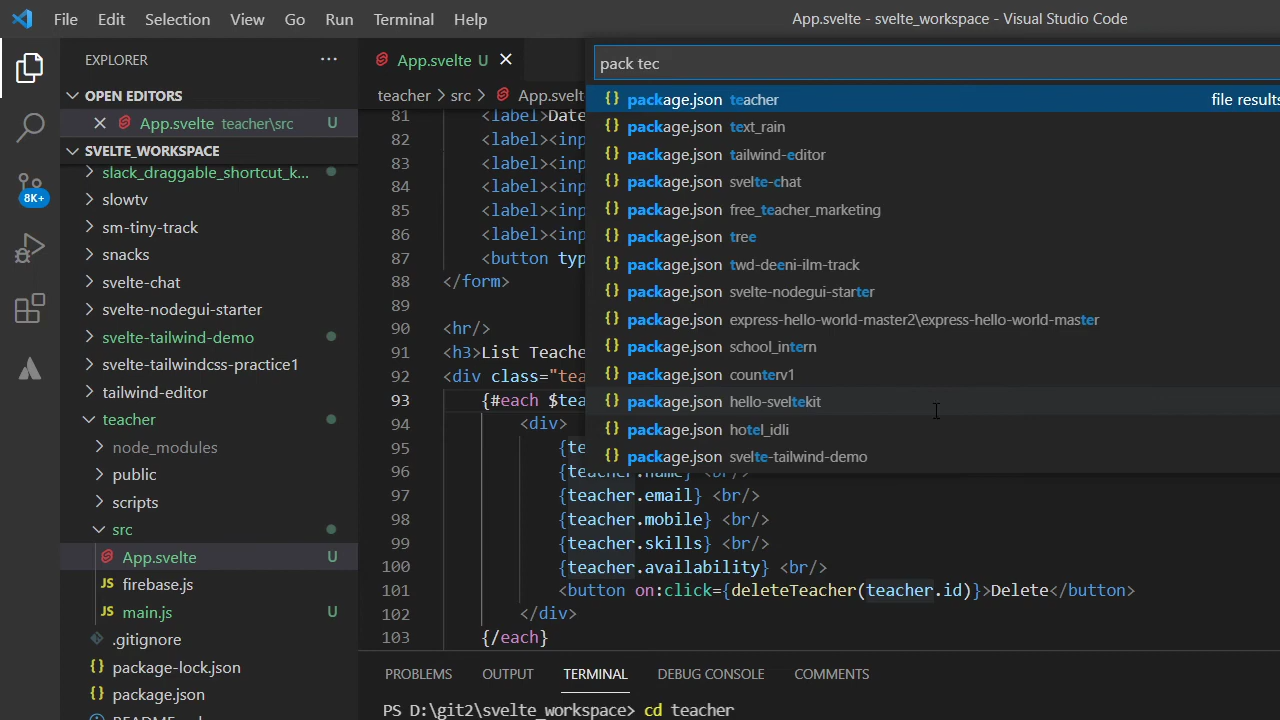 File Edit Selection View Go Run Terminal Help
App.svelte - svelte_workspace - Visual Studio Code
EXPLORER ···
OPEN EDITORS
App.svelte teacher\src U
SVELTE_WORKSPACE
slack_draggable_shortcut_k...
slowtv
sm-tiny-track
snacks
svelte-chat
svelte-nodegui-starter
svelte-tailwind-demo
svelte-tailwindcss-practice1
tailwind-editor
teacher
node_modules
public
scripts
src
App.svelte U
JS firebase.js
JS main.js U
.gitignore
{} package-lock.json
{} package.json
8K+
App.svelte U
teacher > src > App.svelt
pack tec
{} package.json teacher file results
{} package.json text_rain
{} package.json tailwind-editor
{} package.json svelte-chat
{} package.json free_teacher_marketing
{} package.json tree
{} package.json twd-deeni-ilm-track
{} package.json svelte-nodegui-starter
{} package.json express-hello-world-master2\express-hello-world-master
{} package.json school_intern
{} package.json counterv1
{} package.json hello-sveltekit
{} package.json hotel_idli
{} package.json svelte-tailwind-demo
81 <label>Date
82 <label><inp
83 <label><inp
84 <label><inp
85 <label><inp
86 <label><inp
87 <button typ
88 </form>
89
90 <hr/>
91 <h3>List Teache
92 <div class="tea
93 {#each $tea
94 <div>
95 {te
96 {teacher.name} <br/>
97 {teacher.email} <br/>
98 {teacher.mobile} <br/>
99 {teacher.skills} <br/>
100 {teacher.availability} <br/>
101 <button on:click={deleteTeacher(teacher.id)}>Delete</button>
102 </div>
103 {/each}
PROBLEMS OUTPUT TERMINAL DEBUG CONSOLE COMMENTS
PS D:\git2\svelte_workspace> cd teacher